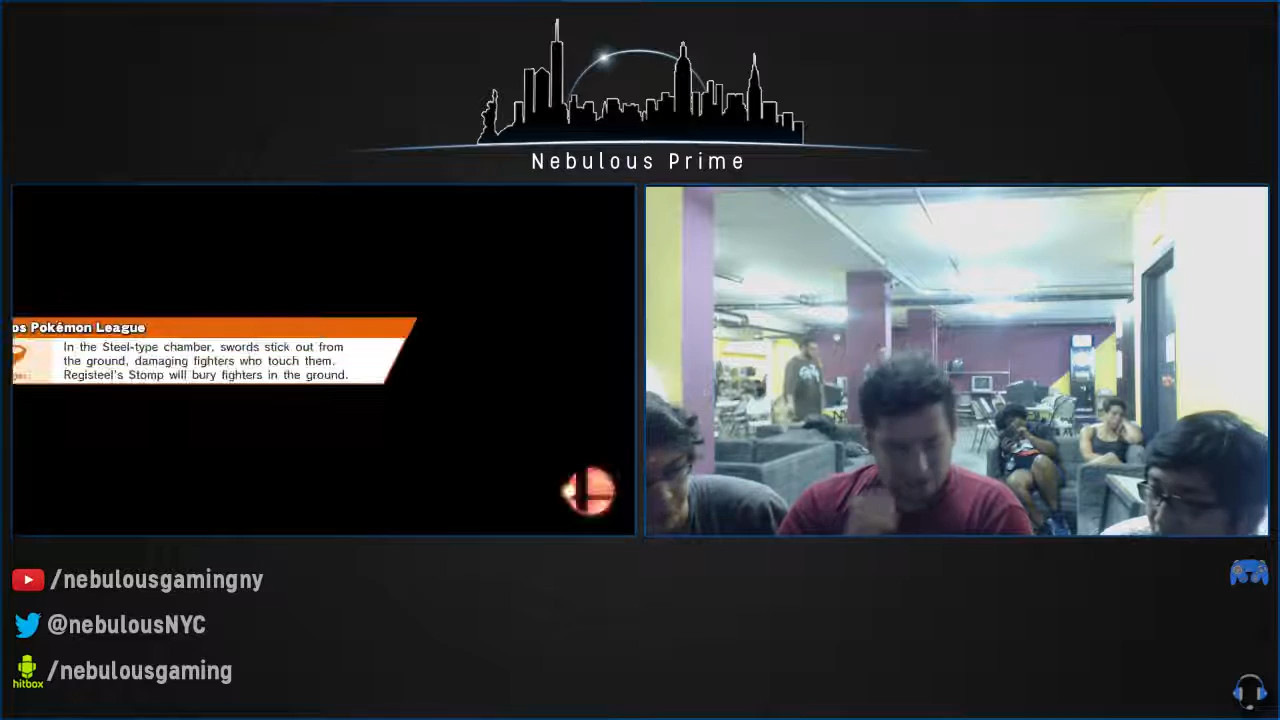 Nebulous Prime
os Pokémon League
In the Steel-type chamber, swords stick out from
the ground, damaging fighters who touch them.
Registeel's Stomp will bury fighters in the ground.
/nebulousgamingny
@nebulousNYC
hitbox
/nebulousgaming